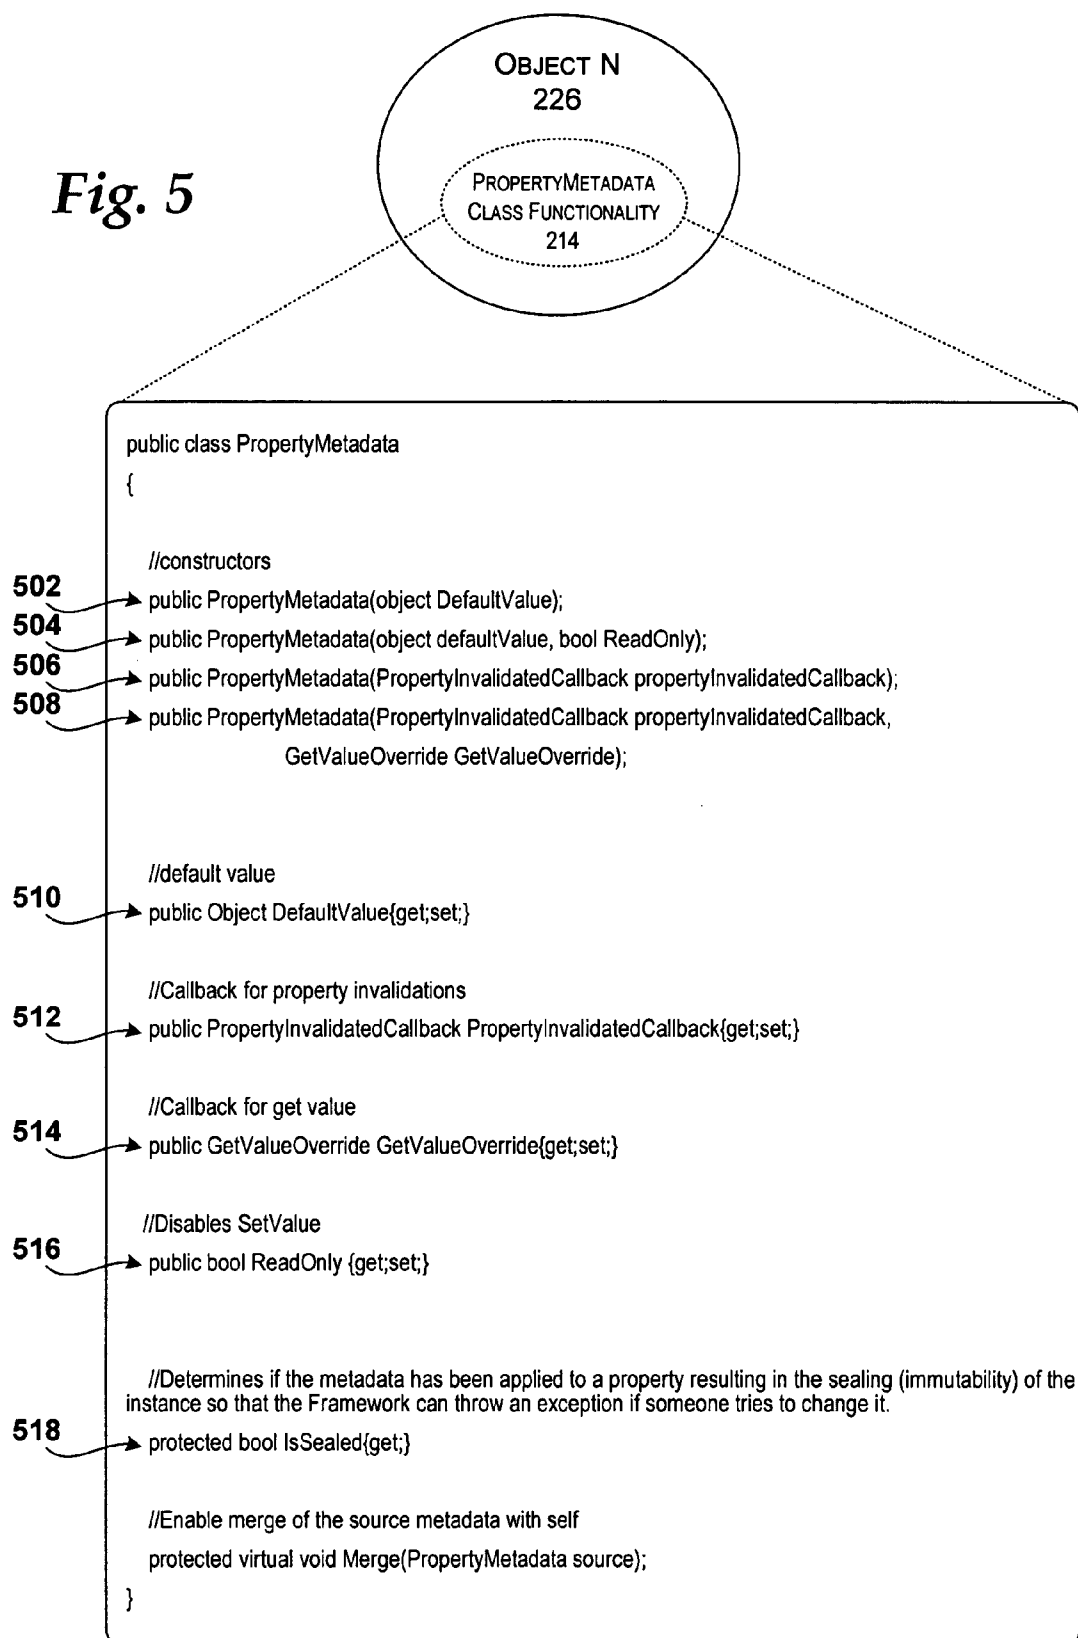 OBJECT N
226
Fig. 5
PROPERTYMETADATA
CLASS FUNCTIONALITY
214
public class PropertyMetadata
{
//constructors
502
public PropertyMetadata(object DefaultValue);
504
public PropertyMetadata(object defaultValue, bool ReadOnly);
506
public PropertyMetadata(PropertyInvalidatedCallback propertyInvalidatedCallback);
508
public PropertyMetadata(PropertyInvalidatedCallback propertyInvalidatedCallback,
GetValueOverride GetValueOverride);
//default value
510
public Object DefaultValue{get;set;}
//Callback for property invalidations
512
public PropertyInvalidatedCallback PropertyInvalidatedCallback{get;set;}
//Callback for get value
514
public GetValueOverride GetValueOverride{get;set;}
//Disables SetValue
516
public bool ReadOnly {get;set;}
//Determines if the metadata has been applied to a property resulting in the sealing (immutability) of the
instance so that the Framework can throw an exception if someone tries to change it.
518
protected bool IsSealed{get;}
//Enable merge of the source metadata with self
protected virtual void Merge(PropertyMetadata source);
}